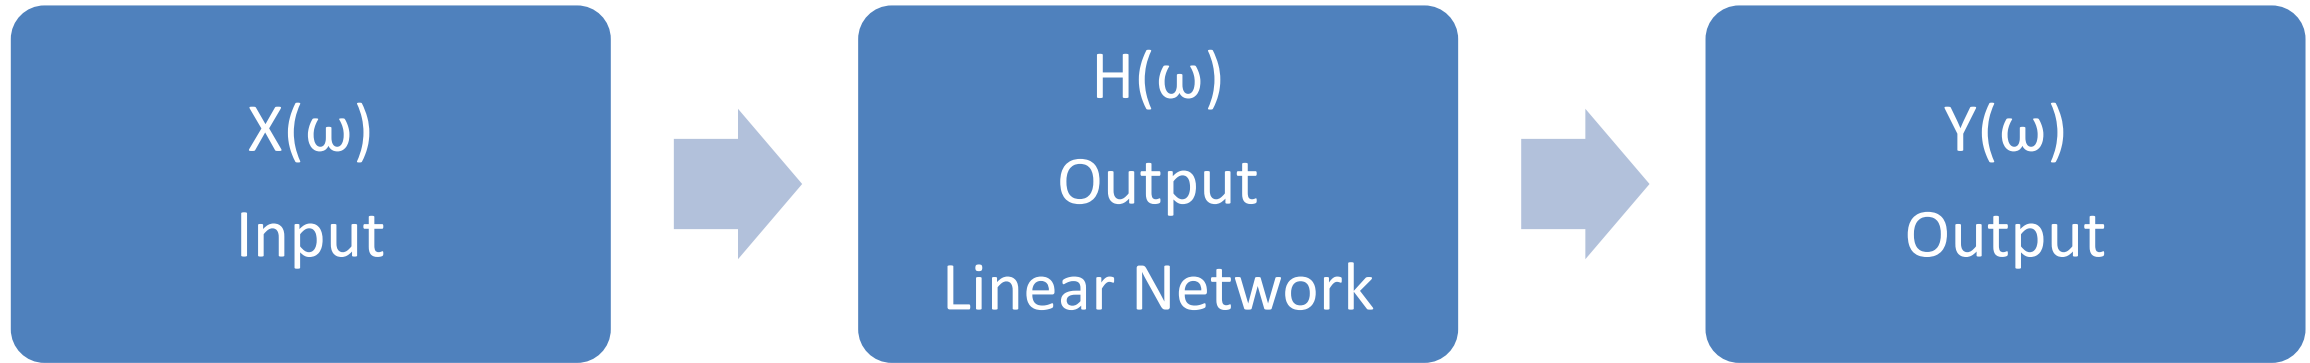 X(ω)
Input
H(ω)
Output
Linear Network
Y(ω)
Output